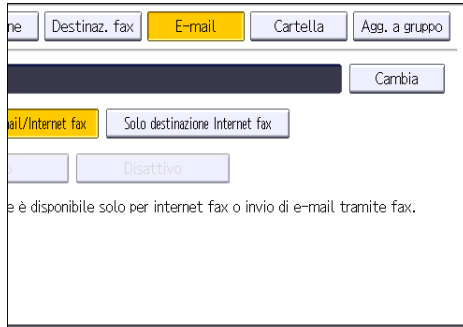 ne Destinaz. fax E-mail Cartella Agg. a gruppo
Cambia
ail/Internet fax Solo destinazione Internet fax
o Disattivo
e è disponibile solo per internet fax o invio di e-mail tramite fax.